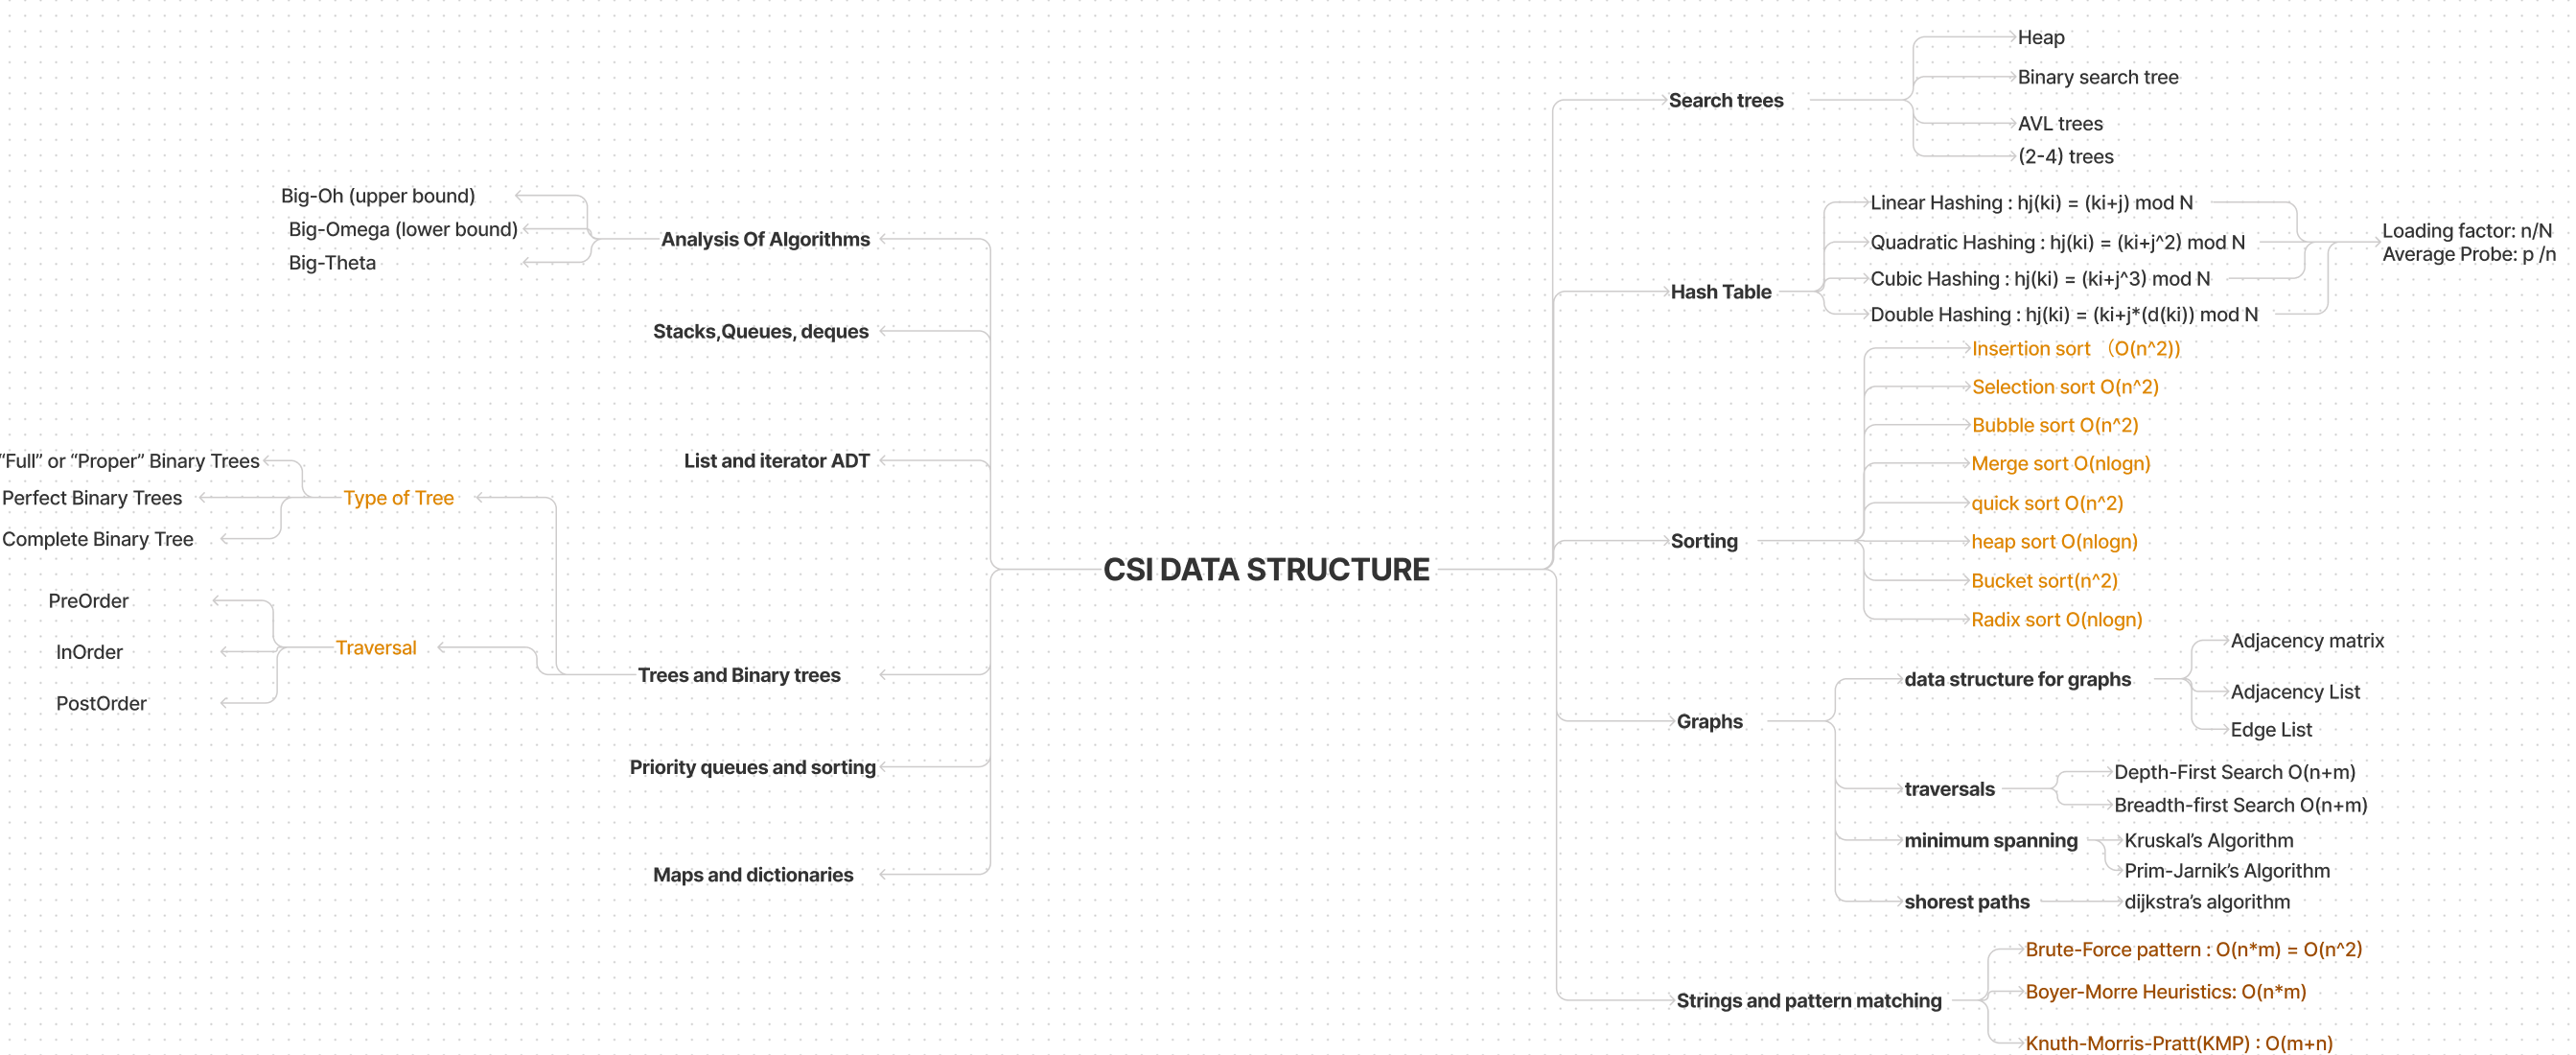 CSI DATA STRUCTURE
Analysis Of Algorithms
Big-Oh (upper bound)
Big-Omega (lower bound)
Big-Theta
Stacks,Queues, deques
List and iterator ADT
Trees and Binary trees
Type of Tree
“Full” or “Proper” Binary Trees
Perfect Binary Trees
Complete Binary Tree
Traversal
PreOrder
InOrder
PostOrder
Priority queues and sorting
Maps and dictionaries
Search trees
Heap
Binary search tree
AVL trees
(2-4) trees
Hash Table
Linear Hashing : hj(ki) = (ki+j) mod N
Quadratic Hashing : hj(ki) = (ki+j^2) mod N
Cubic Hashing : hj(ki) = (ki+j^3) mod N
Double Hashing : hj(ki) = (ki+j*(d(ki)) mod N
Loading factor: n/N
Average Probe: p /n
Sorting
Insertion sort （O(n^2))
Selection sort O(n^2)
Bubble sort O(n^2)
Merge sort O(nlogn)
quick sort O(n^2)
heap sort O(nlogn)
Bucket sort(n^2)
Radix sort O(nlogn)
Graphs
data structure for graphs
Adjacency matrix
Adjacency List
Edge List
traversals
Depth-First Search O(n+m)
Breadth-first Search O(n+m)
minimum spanning
Kruskal’s Algorithm
Prim-Jarnik’s Algorithm
shorest paths
dijkstra’s algorithm
Strings and pattern matching
Brute-Force pattern : O(n*m) = O(n^2)
Boyer-Morre Heuristics: O(n*m)
Knuth-Morris-Pratt(KMP) : O(m+n)